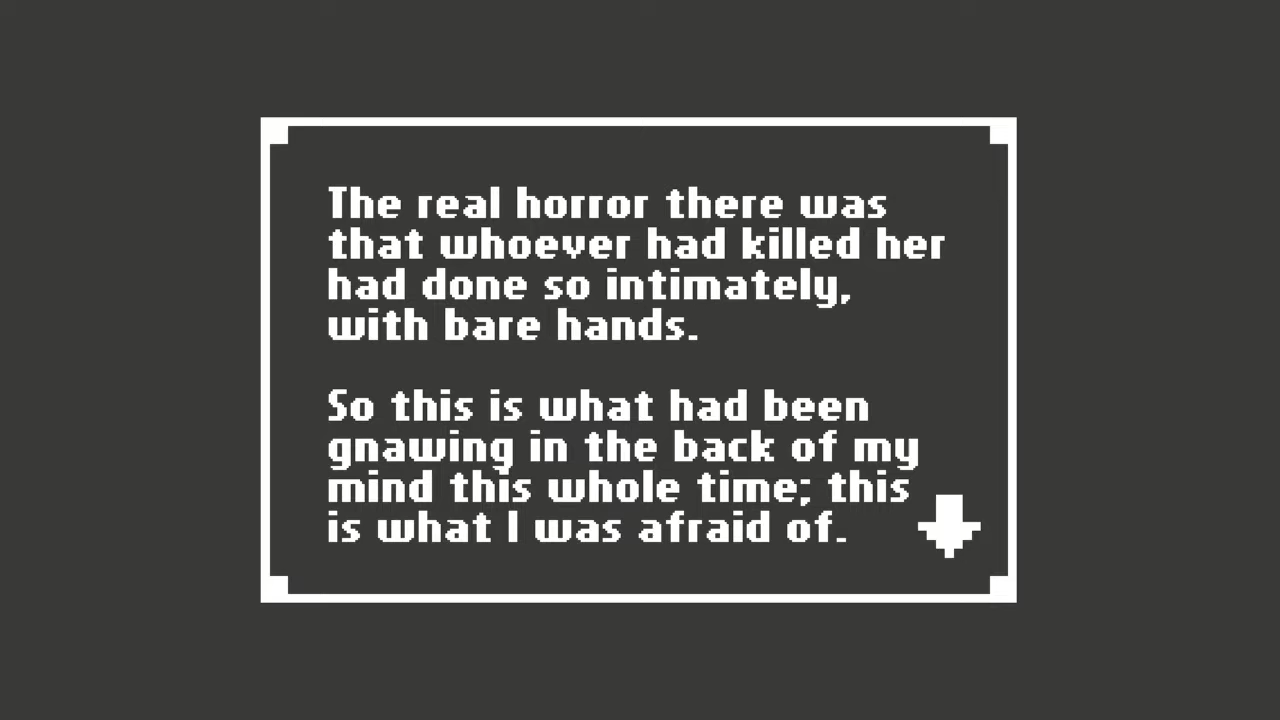 The real horror there was
that whoever had killed her
had done so intimately,
with bare hands.
So this is what had been
gnawing in the back of my
mind this whole time; this
is what I was afraid of.